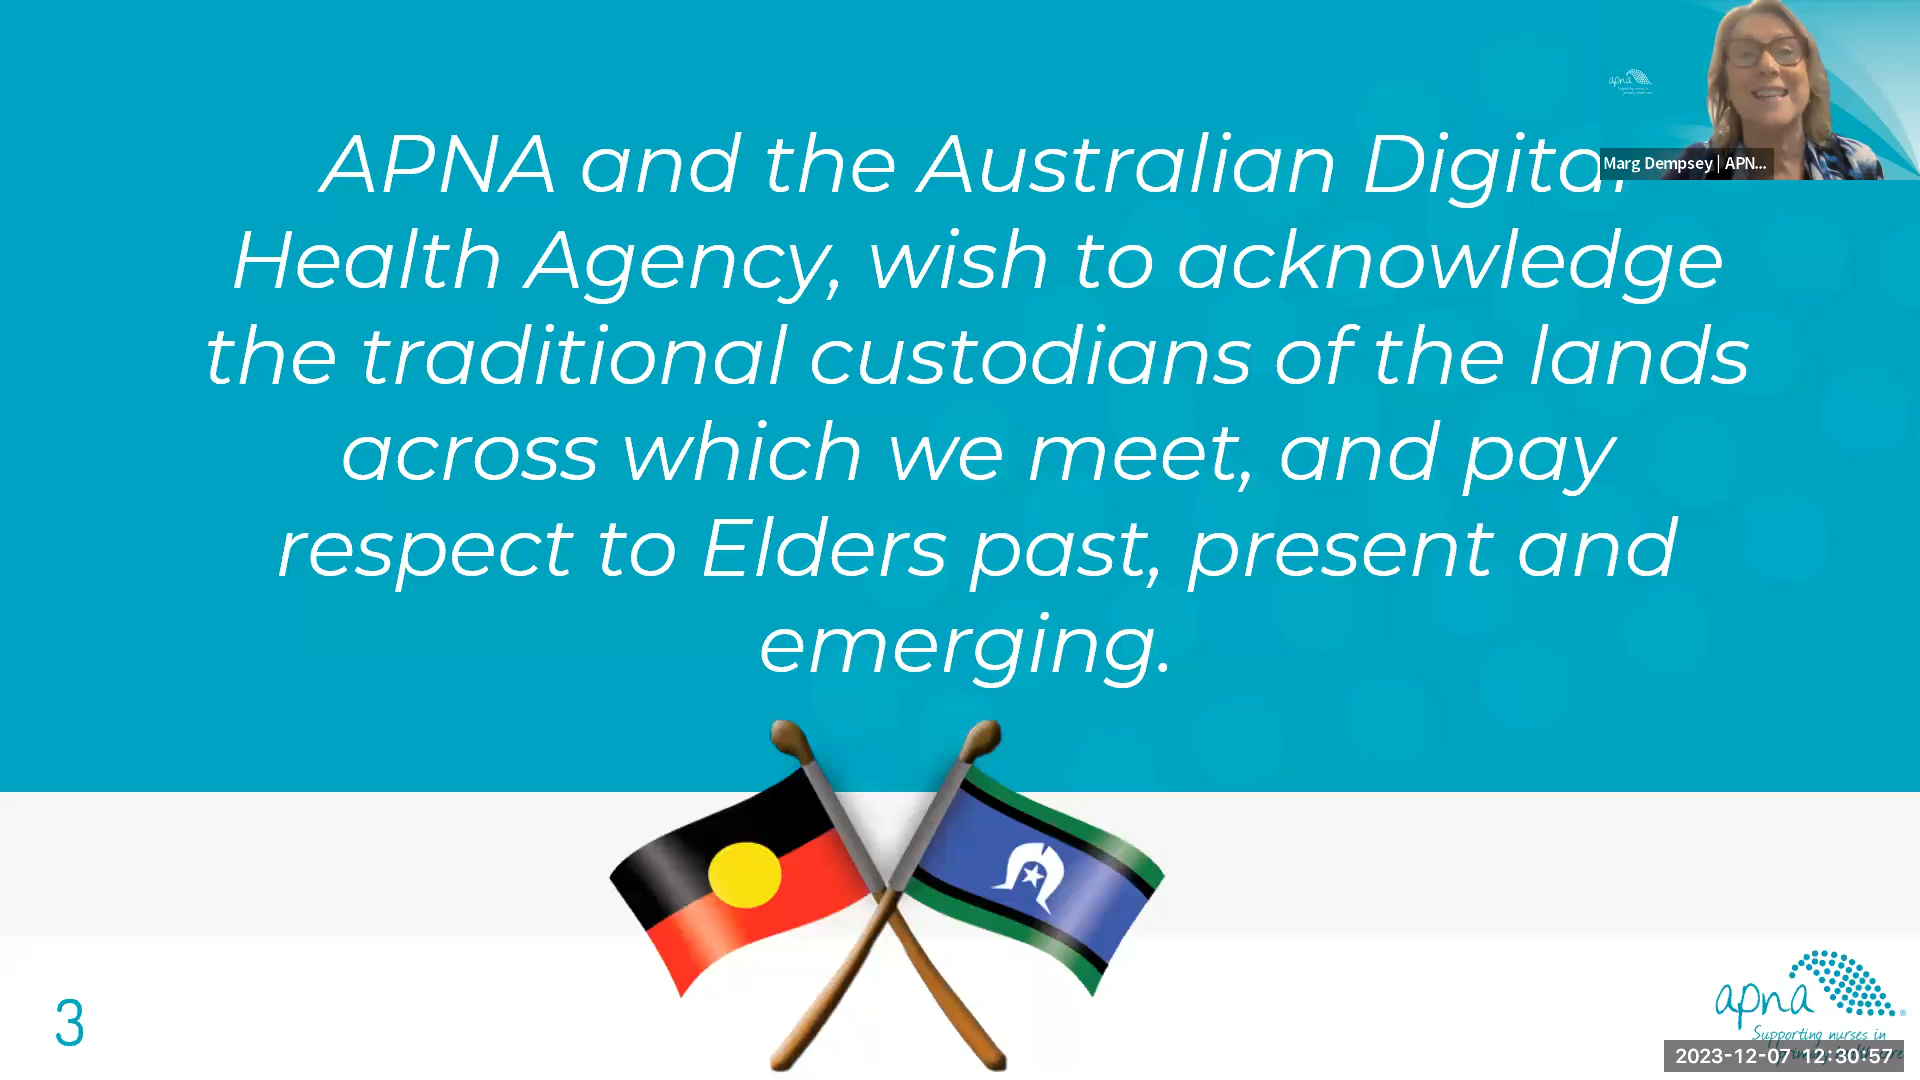 APNA and the Australian Digital
Health Agency, wish to acknowledge
the traditional custodians of the lands
across which we meet, and pay
respect to Elders past, present and
emerging.
apna
Marg Dempsey | APN...
3
apna
Supporting nurses in
2023-12-07 12:30:57